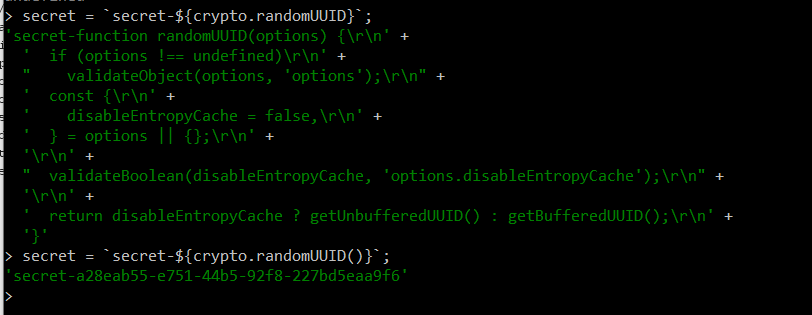 > secret = `secret-${crypto.randomUUID}`;
'secret-function randomUUID(options) {\r\n' +
'  if (options !== undefined)\r\n' +
"    validateObject(options, 'options');\r\n" +
'  const {\r\n' +
'    disableEntropyCache = false,\r\n' +
'  } = options || {};\r\n' +
'\r\n' +
"  validateBoolean(disableEntropyCache, 'options.disableEntropyCache');\r\n" +
'\r\n' +
'  return disableEntropyCache ? getUnbufferedUUID() : getBufferedUUID();\r\n' +
'}'
> secret = `secret-${crypto.randomUUID()}`;
'secret-a28eab55-e751-44b5-92f8-227bd5eaa9f6'
>